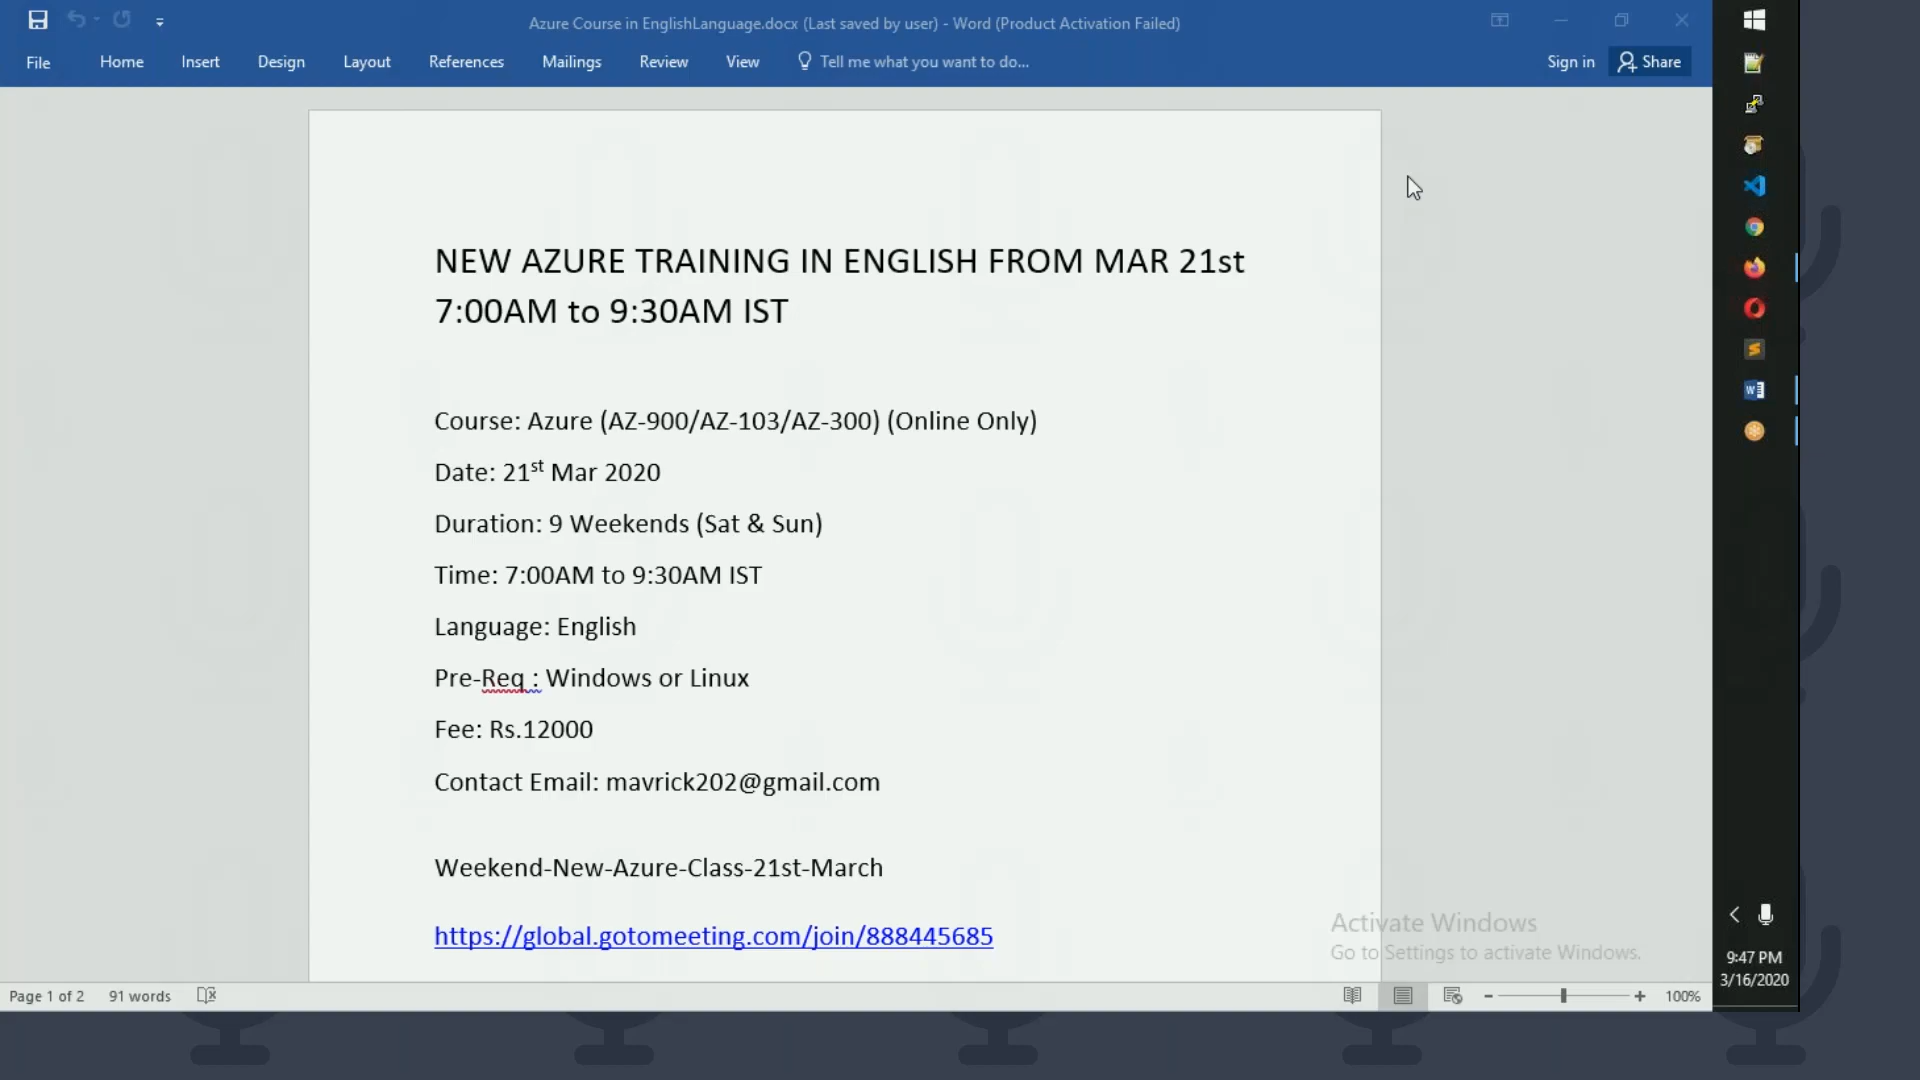 Azure Course in EnglishLanguage.docx (Last saved by user) - Word (Product Activation Failed)
File Home Insert Design Layout References Mailings Review View Tell me what you want to do... Sign in Share
NEW AZURE TRAINING IN ENGLISH FROM MAR 21st
7:00AM to 9:30AM IST
Course: Azure (AZ-900/AZ-103/AZ-300) (Online Only)
Date: 21st Mar 2020
Duration: 9 Weekends (Sat & Sun)
Time: 7:00AM to 9:30AM IST
Language: English
Pre-Req : Windows or Linux
Fee: Rs.12000
Contact Email: mavrick202@gmail.com
Weekend-New-Azure-Class-21st-March
https://global.gotomeeting.com/join/888445685
Activate Windows
Go to Settings to activate Windows.
9:47 PM
3/16/2020
Page 1 of 2 91 words 100%